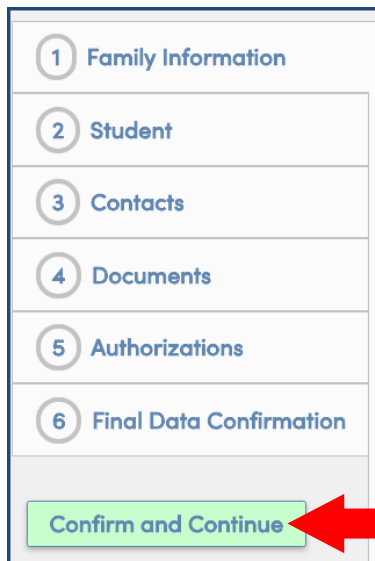 1 Family Information
2 Student
3 Contacts
4 Documents
5 Authorizations
6 Final Data Confirmation
Confirm and Continue